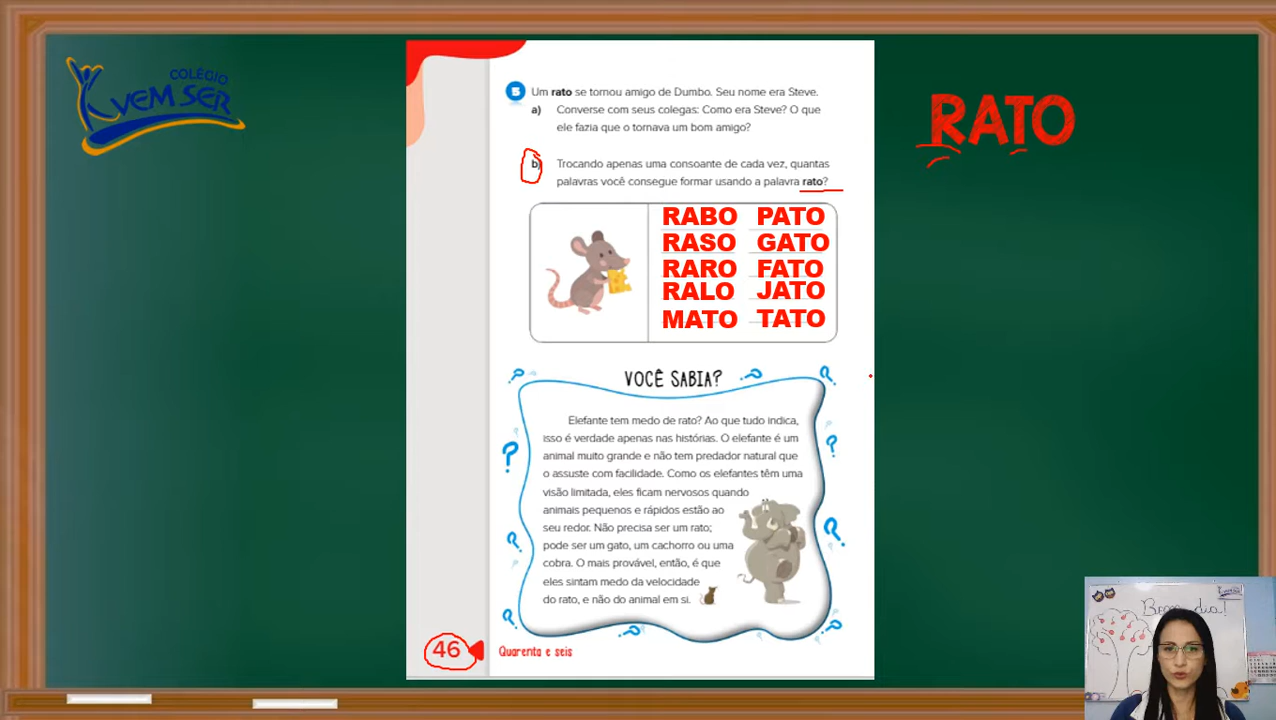 COLÉGIO
VEM SER
5 Um rato se tornou amigo de Dumbo. Seu nome era Steve.
a) Converse com seus colegas: Como era Steve? O que
ele fazia que o tornava um bom amigo?
b) Trocando apenas uma consoante de cada vez, quantas
palavras você consegue formar usando a palavra rato?
RABO PATO
RASO GATO
RARO FATO
RALO JATO
MATO TATO
VOCÊ SABIA?
Elefante tem medo de rato? Ao que tudo indica,
isso é verdade apenas nas histórias. O elefante é um
animal muito grande e não tem predador natural que
o assuste com facilidade. Como os elefantes têm uma
visão limitada, eles ficam nervosos quando
animais pequenos e rápidos estão ao
seu redor. Não precisa ser um rato;
pode ser um gato, um cachorro ou uma
cobra. O mais provável, então, é que
eles sintam medo da velocidade
do rato, e não do animal em si.
46 Quarenta e seis
RATO
Bom dia!